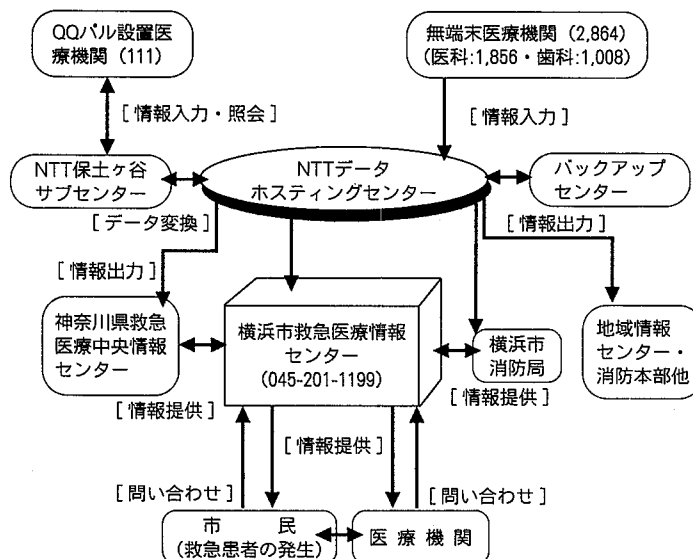 QQパル設置医
療機関（111）
無端末医療機関（2,864）
（医科:1,856・歯科:1,008）
[ 情報入力・照会 ]
[ 情報入力 ]
NTT保土ヶ谷
サブセンター
NTTデータ
ホスティングセンター
バックアップ
センター
[ データ変換 ]
[ 情報出力 ]
[ 情報出力 ]
神奈川県救急
医療中央情報
センター
横浜市救急医療情報
センター
(045-201-1199)
横浜市
消防局
地域情報
センター・
消防本部他
[ 情報提供 ]
[ 情報提供 ]
[ 情報提供 ]
[ 問い合わせ ]
[ 問い合わせ ]
市　　民
(救急患者の発生)
医 療 機 関